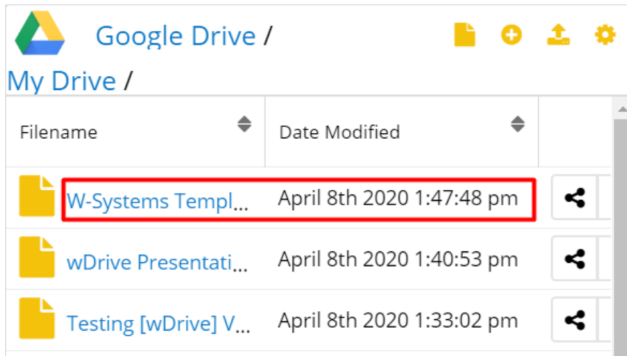 Google Drive /
My Drive /
Filename Date Modified
W-Systems Templ... April 8th 2020 1:47:48 pm
wDrive Presentati... April 8th 2020 1:40:53 pm
Testing [wDrive] V... April 8th 2020 1:33:02 pm